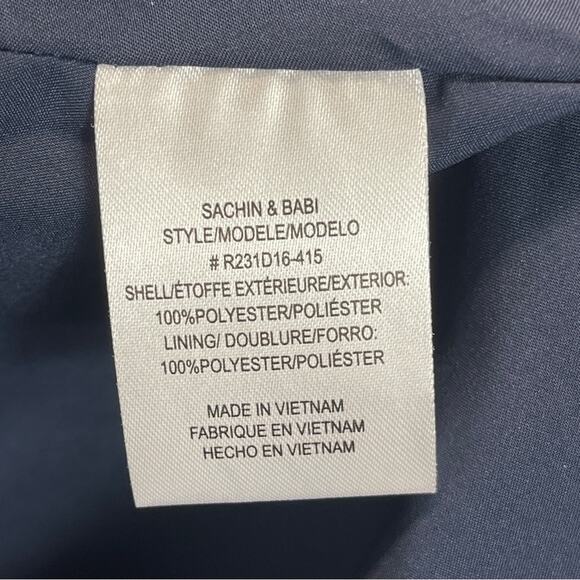 SACHIN & BABI
STYLE/MODELE/MODELO
# R231D16-415
SHELL/ÉTOFFE EXTÉRIEURE/EXTERIOR:
100%POLYESTER/POLIÉSTER
LINING/ DOUBLURE/FORRO:
100%POLYESTER/POLIÉSTER
MADE IN VIETNAM
FABRIQUE EN VIETNAM
HECHO EN VIETNAM